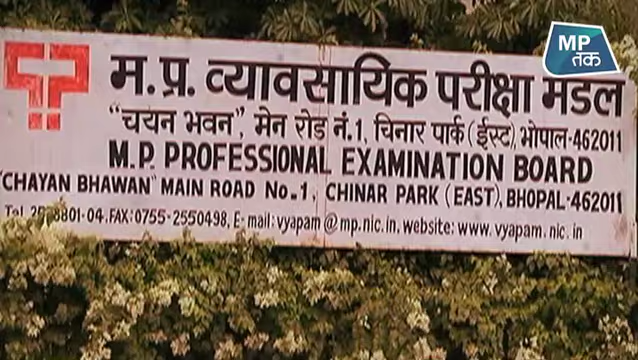 MP
तक
म.प्र. व्यावसायिक परीक्षा मंडल
"चयन भवन", मेन रोड नं.1, चिनार पार्क (ईस्ट), भोपाल-462011
M.P. PROFESSIONAL EXAMINATION BOARD
"CHAYAN BHAWAN" MAIN ROAD No.1, CHINAR PARK (EAST), BHOPAL-462011
Tel. FAX:0755-2550498, E-mail: vyapam@mp.nic.in. website: www.vyapam.nic.in